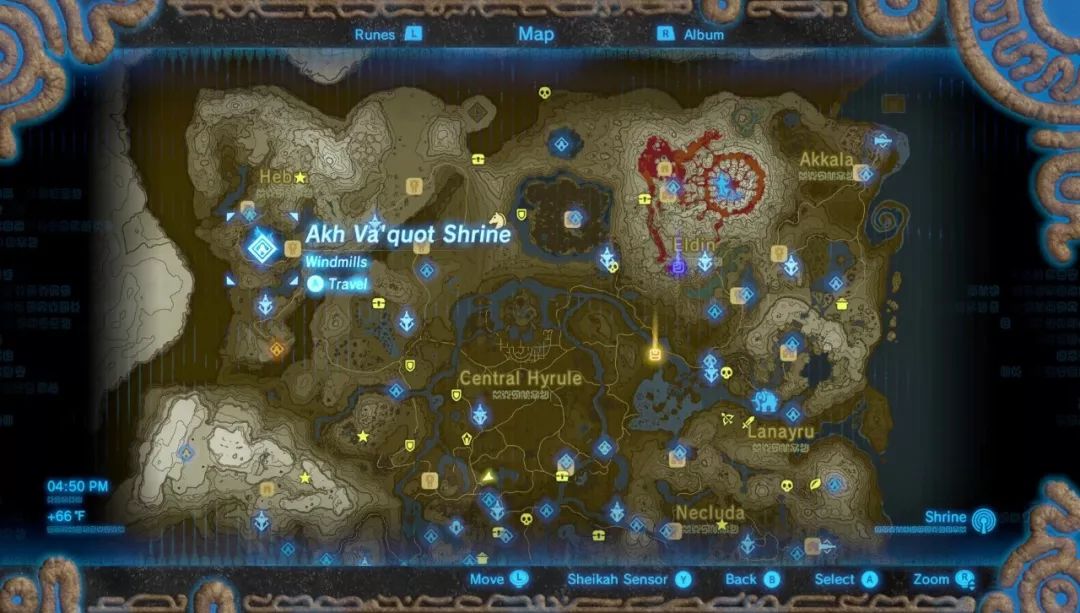 Runes L
Map
R Album
Akkala
Hebra
Akh Va'quot Shrine
Windmills
A Travel
Eldin
Central Hyrule
Lanayru
04:50 PM
+66°F
Necluda
Shrine
Move L
Sheikah Sensor Y
Back B
Select A
Zoom R